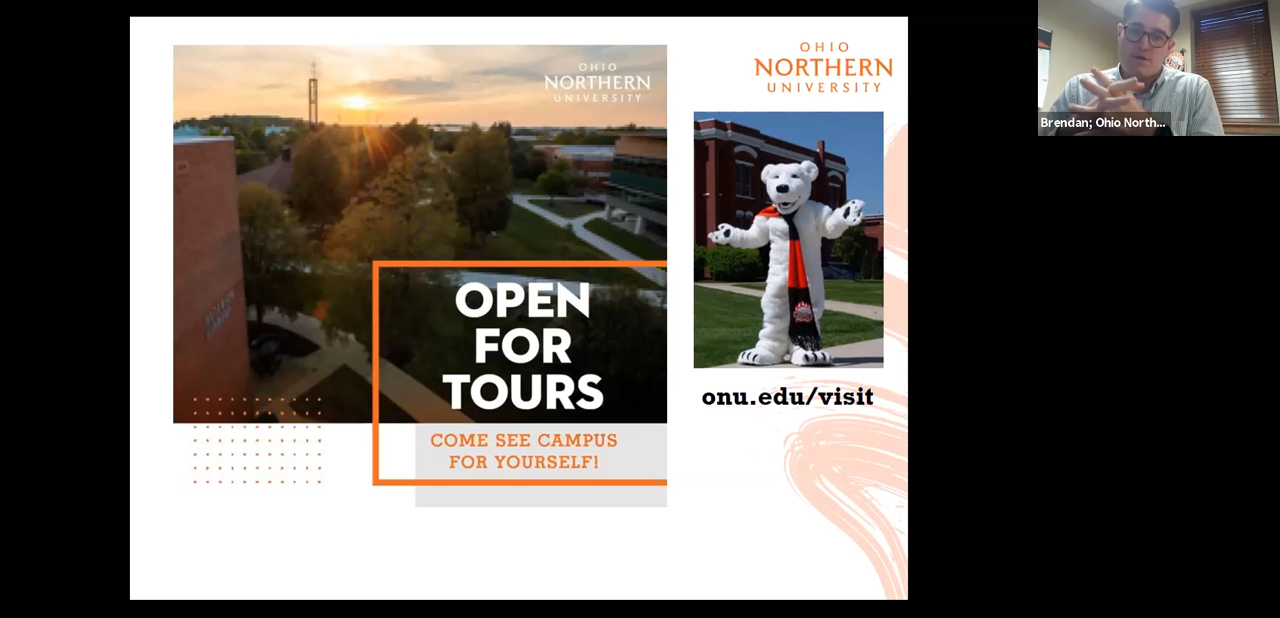 OHIO
NORTHERN
UNIVERSITY
OPEN
FOR
TOURS
COME SEE CAMPUS
FOR YOURSELF!
OHIO
NORTHERN
UNIVERSITY
onu.edu/visit
Brendan; Ohio North...